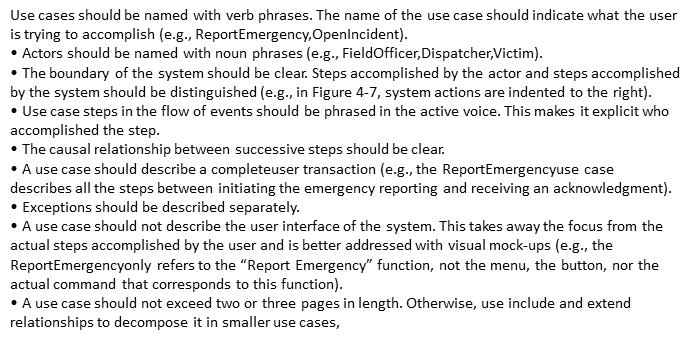 Use cases should be named with verb phrases. The name of the use case should indicate what the user
is trying to accomplish (e.g., ReportEmergency,OpenIncident).
• Actors should be named with noun phrases (e.g., FieldOfficer,Dispatcher,Victim).
• The boundary of the system should be clear. Steps accomplished by the actor and steps accomplished
by the system should be distinguished (e.g., in Figure 4-7, system actions are indented to the right).
• Use case steps in the flow of events should be phrased in the active voice. This makes it explicit who
accomplished the step.
• The causal relationship between successive steps should be clear.
• A use case should describe a completeuser transaction (e.g., the ReportEmergencyuse case
describes all the steps between initiating the emergency reporting and receiving an acknowledgment).
• Exceptions should be described separately.
• A use case should not describe the user interface of the system. This takes away the focus from the
actual steps accomplished by the user and is better addressed with visual mock-ups (e.g., the
ReportEmergencyonly refers to the “Report Emergency” function, not the menu, the button, nor the
actual command that corresponds to this function).
• A use case should not exceed two or three pages in length. Otherwise, use include and extend
relationships to decompose it in smaller use cases,